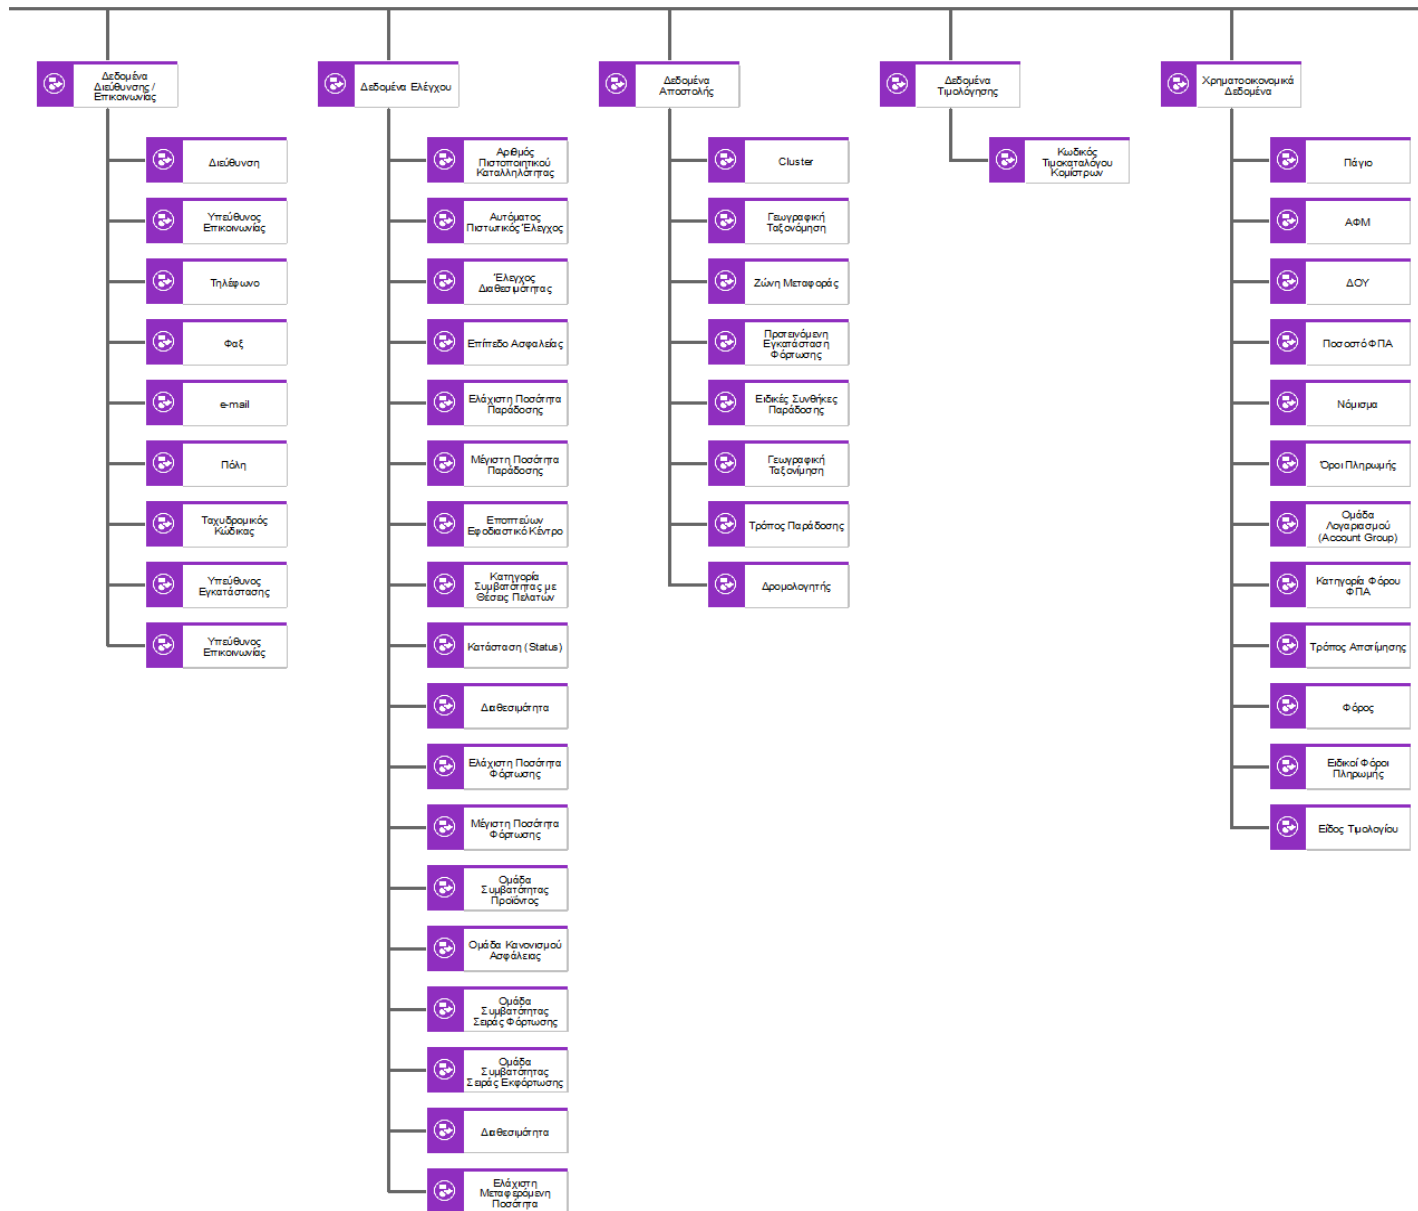 Δεδομένα
Διεύθυνσης /
Επικοινωνίας
Διεύθυνση
Υπεύθυνος
Επικοινωνίας
Τηλέφωνο
Φαξ
e-mail
Πόλη
Ταχυδρομικός
Κώδικας
Υπεύθυνος
Εγκατάστασης
Υπεύθυνος
Επικοινωνίας
Δεδομένα Ελέγχου
Αριθμός
Πιστοποιητικού
Καταλληλότητας
Αυτόματος
Πιστωτικός Έλεγχος
Έλεγχος
Διαθεσιμότητας
Επίπεδο Ασφαλείας
Ελάχιστη Ποσότητα
Παράδοσης
Μέγιστη Ποσότητα
Παράδοσης
Εποπτεύων
Εφοδιαστικό Κέντρο
Κατηγορία
Συμβατότητας με
Θέσεις Πελατών
Κατάσταση (Status)
Διαθεσιμότητα
Ελάχιστη Ποσότητα
Φόρτωσης
Μέγιστη Ποσότητα
Φόρτωσης
Ομάδα
Συμβατότητας
Προϊόντος
Ομάδα Κανονισμού
Ασφάλειας
Ομάδα
Συμβατότητας
Σειράς Φόρτωσης
Ομάδα
Συμβατότητας
Σειράς Εκφόρτωσης
Διαθεσιμότητα
Ελάχιστη
Μεταφερόμενη
Ποσότητα
Δεδομένα
Αποστολής
Cluster
Γεωγραφική
Ταξονόμηση
Ζώνη Μεταφοράς
Προτεινόμενη
Εγκατάσταση
Φόρτωσης
Ειδικές Συνθήκες
Παράδοσης
Γεωγραφική
Ταξονίμηση
Τρόπος Παράδοσης
Δρομολογητής
Δεδομένα
Τιμολόγησης
Κωδικός
Τιμοκαταλόγου
Κομίστρων
Χρηματοοικονομικά
Δεδομένα
Πάγιο
ΑΦΜ
ΔΟΥ
Ποσοστό ΦΠΑ
Νόμισμα
Όροι Πληρωμής
Ομάδα
Λογαριασμού
(Account Group)
Κατηγορία Φόρου
ΦΠΑ
Τρόπος Αποτίμησης
Φόρος
Ειδικοί Φόροι
Πληρωμής
Είδος Τιμολογίου